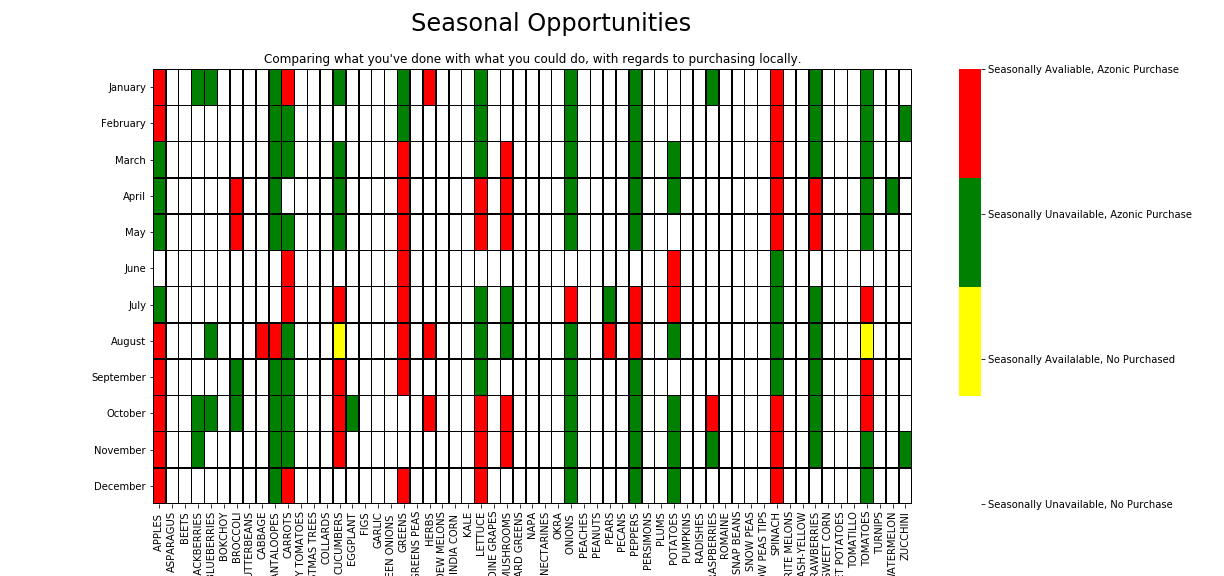 Seasonal Opportunities
Comparing what you've done with what you could do, with regards to purchasing locally.
January
February
March
April
May
June
July
August
September
October
November
December
Seasonally Avaliable, Azonic Purchase
Seasonally Unavailable, Azonic Purchase
Seasonally Availalable, No Purchased
Seasonally Unavailable, No Purchase
APPLES
ASPARAGUS
BEETS
ACKBERRIES
LUEBERRIES
BOKCHOY
BROCCOLI
UTTERBEANS
CABBAGE
ANTALOUPES
CARROTS
Y TOMATOES
STMAS TREES
COLLARDS
CUCUMBERS
EGGPLANT
FIGS
GARLIC
EEN ONIONS
GREENS
GREENS PEAS
HERBS
DEW MELONS
INDIA CORN
KALE
LETTUCE
DINE GRAPES
MUSHROOMS
ARD GREENS
NAPA
NECTARINES
OKRA
ONIONS
PEACHES
PEANUTS
PEARS
PECANS
PEPPERS
PERSIMONS
PLUMS
POTATOES
PUMPKINS
RADISHES
RASPBERRIES
ROMAINE
SNAP BEANS
SNOW PEAS
OW PEAS TIPS
SPINACH
RITE MELONS
ASH-YELLOW
RAWBERRIES
SWEET CORN
ET POTATOES
TOMATILLO
TOMATOES
TURNIPS
VATERMELON
ZUCCHINI